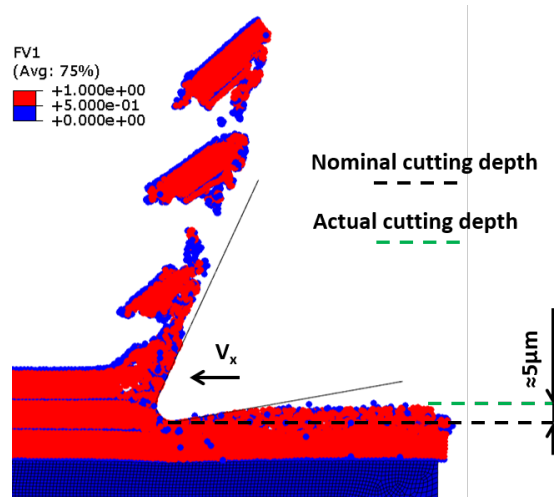 FV1
(Avg: 75%)
+1.000e+00
+5.000e-01
+0.000e+00
Nominal cutting depth
Actual cutting depth
Vx
≈5μm